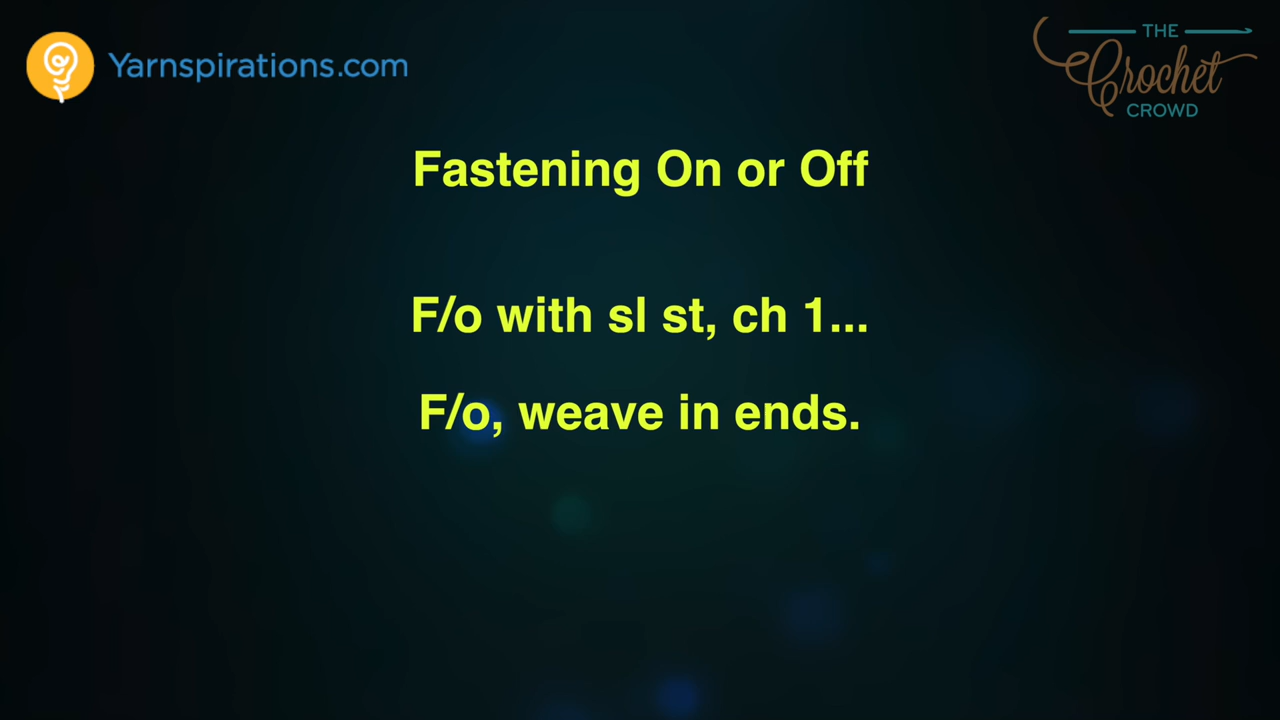 Yarnspirations.com
THE
Crochet
CROWD
Fastening On or Off
F/o with sl st, ch 1...
F/o, weave in ends.